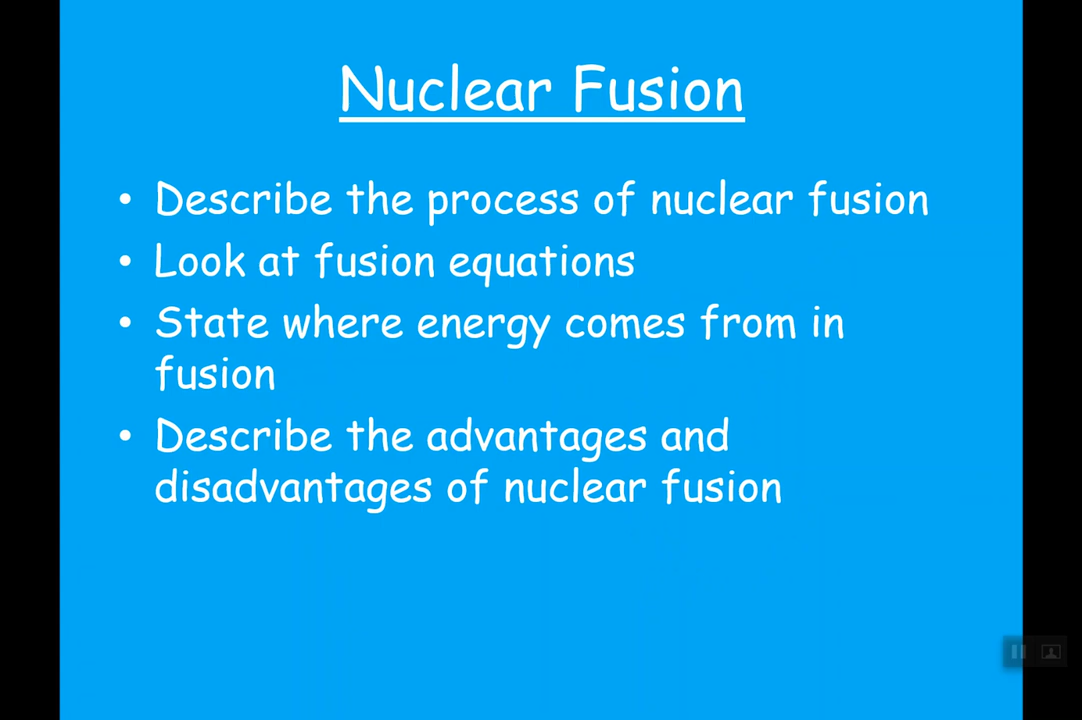 Nuclear Fusion
• Describe the process of nuclear fusion
• Look at fusion equations
• State where energy comes from in
fusion
• Describe the advantages and
disadvantages of nuclear fusion